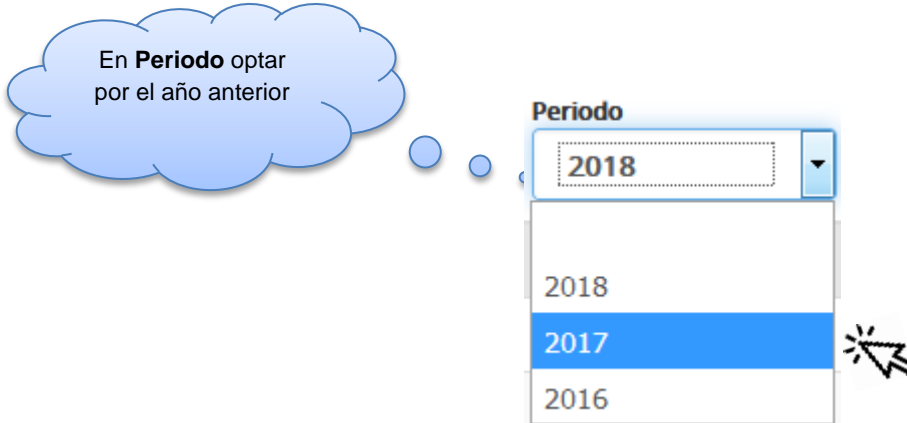 En Periodo optar
por el año anterior
Periodo
2018
2018
2017
2016